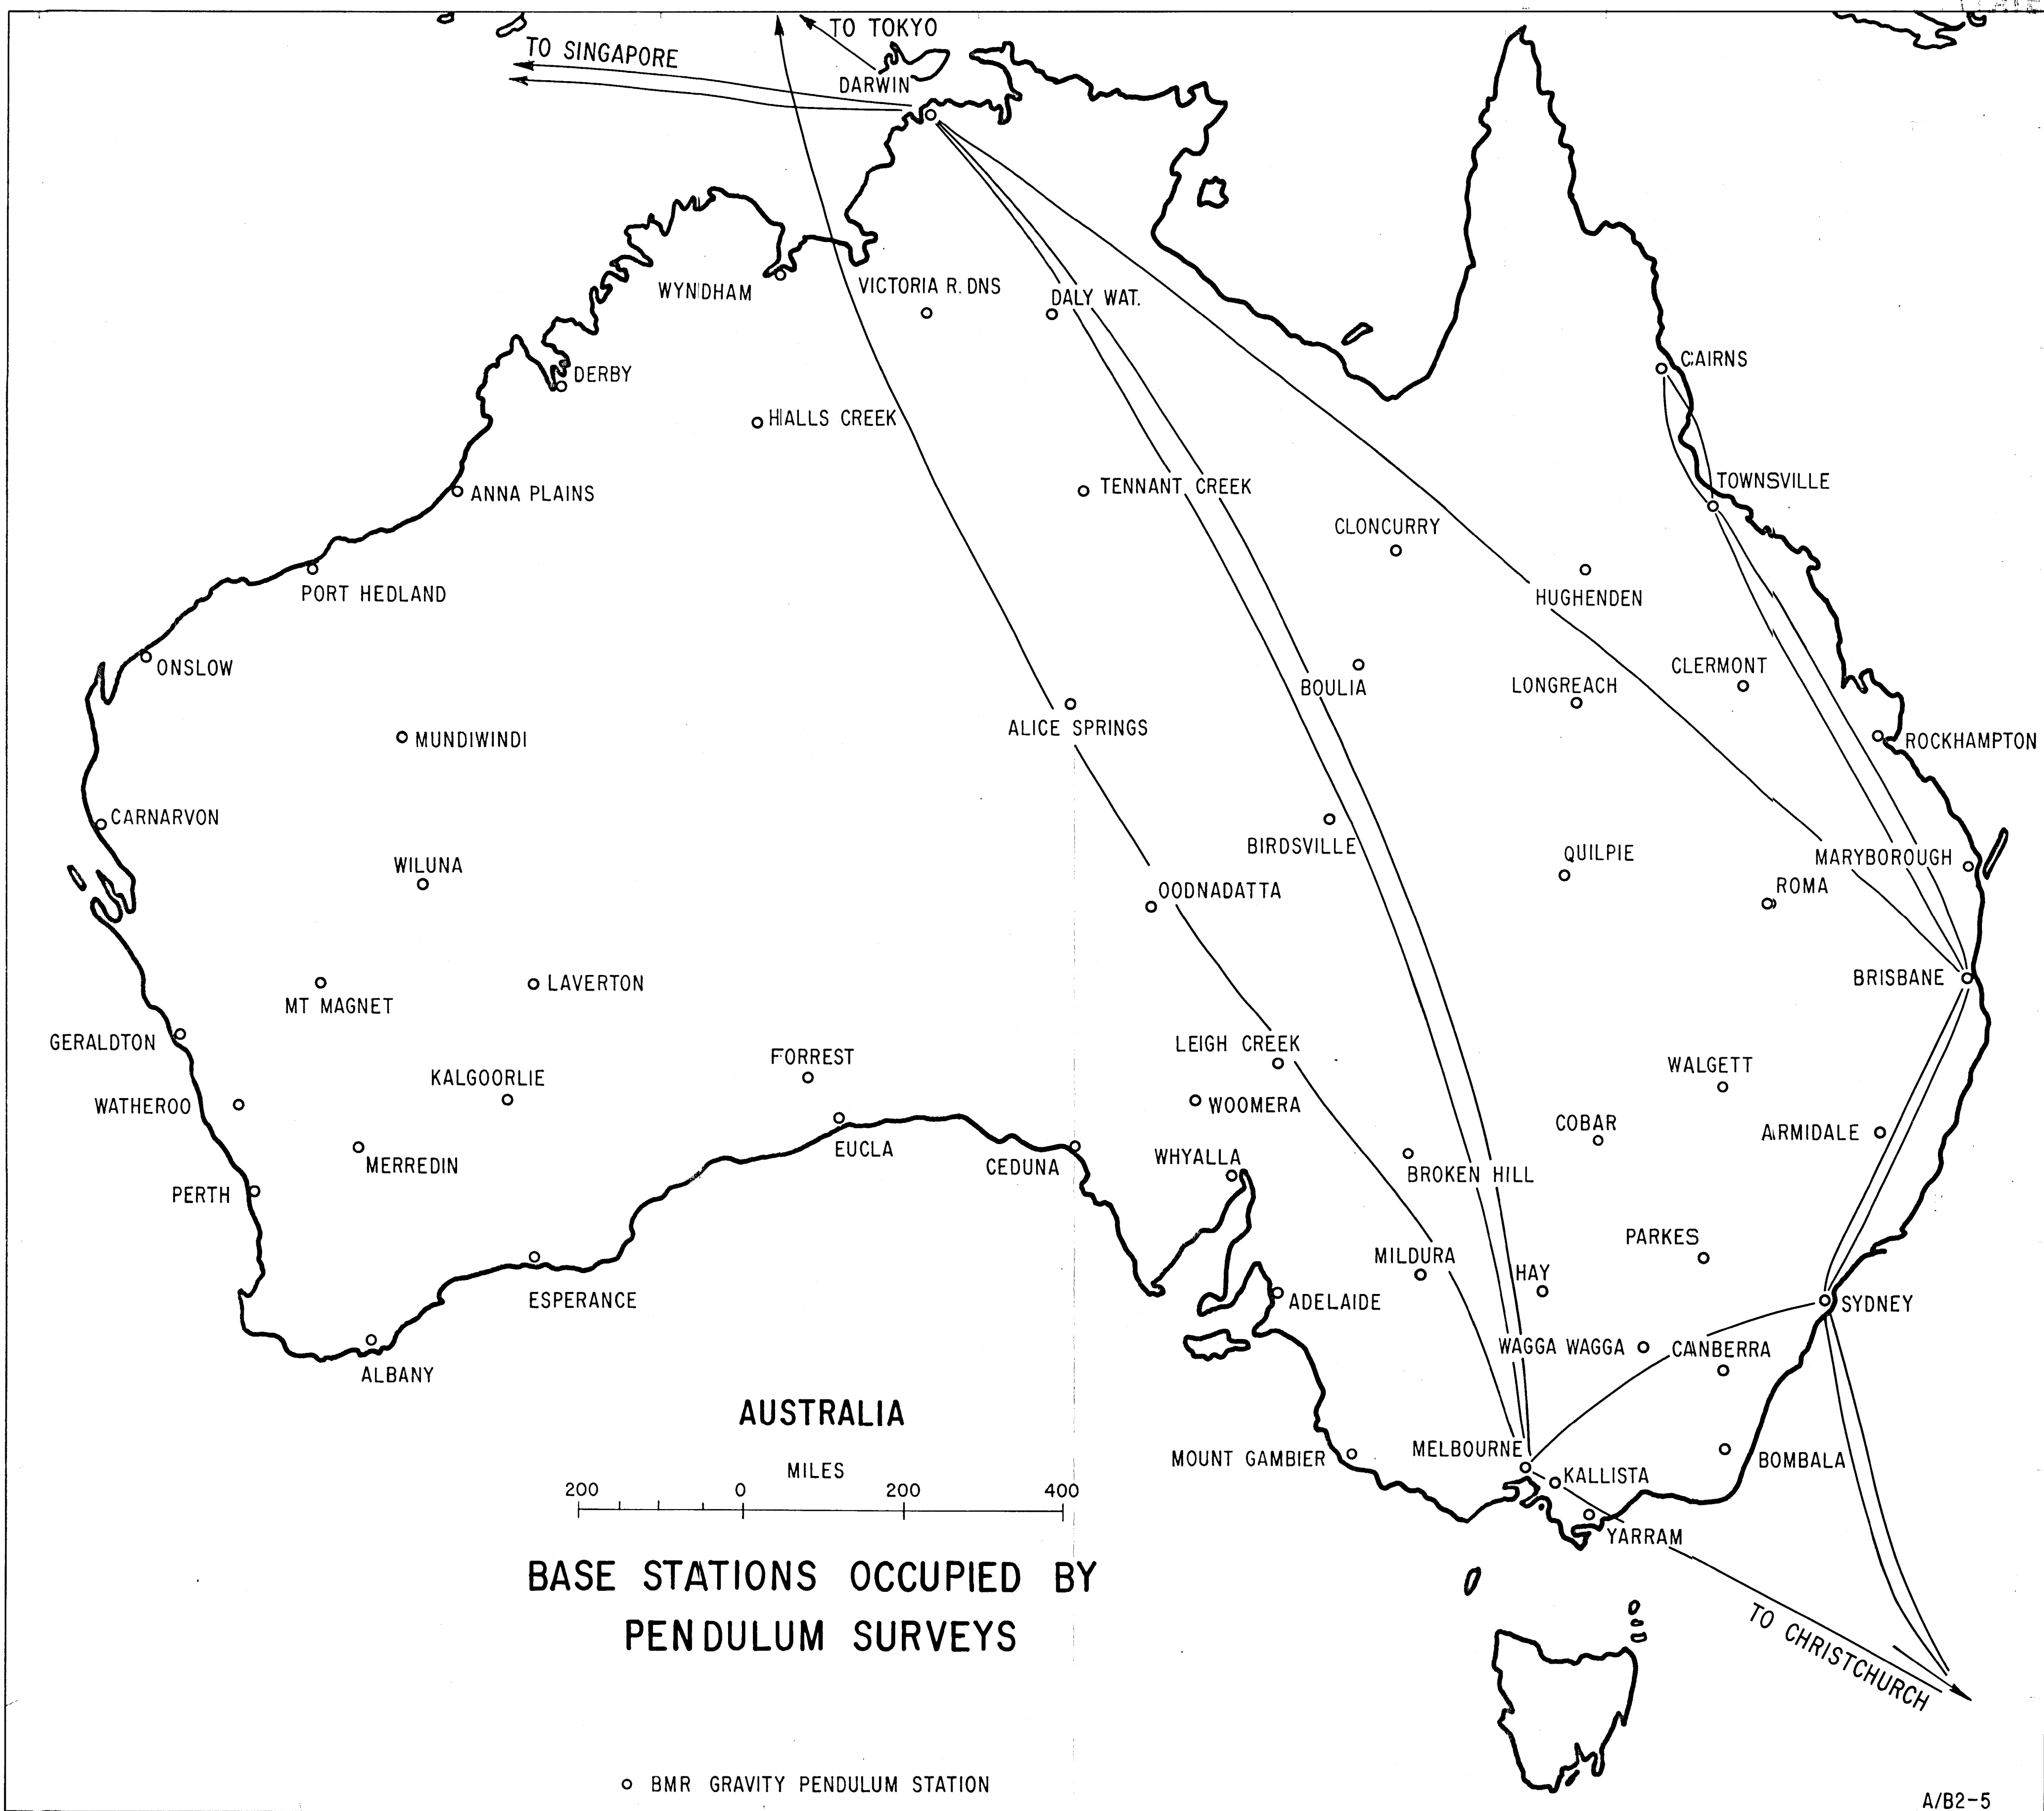 TO TOKYO
TO SINGAPORE
DARWIN
WYNDHAM
VICTORIA R. DNS
DALY WAT.
CAIRNS
DERBY
HALLS CREEK
TOWNSVILLE
ANNA PLAINS
TENNANT CREEK
CLONCURRY
PORT HEDLAND
HUGHENDEN
ONSLOW
CLERMONT
BOULIA
LONGREACH
ALICE SPRINGS
MUNDIWINDI
ROCKHAMPTON
CARNARVON
BIRDSVILLE
QUILPIE
MARYBOROUGH
WILUNA
OODNADATTA
ROMA
BRISBANE
LAVERTON
MT MAGNET
GERALDTON
LEIGH CREEK
FORREST
WALGETT
KALGOORLIE
WATHEROO
WOOMERA
COBAR
ARMIDALE
EUCLA
WHYALLA
CEDUNA
MERREDIN
BROKEN HILL
PERTH
PARKES
MILDURA
HAY
ESPERANCE
ADELAIDE
SYDNEY
WAGGA WAGGA
CANBERRA
ALBANY
AUSTRALIA
MELBOURNE
MOUNT GAMBIER
BOMBALA
MILES
KALLISTA
200 0 200 400
YARRAM
BASE STATIONS OCCUPIED BY
PENDULUM SURVEYS
TO CHRISTCHURCH
BMR GRAVITY PENDULUM STATION
A/B2-5